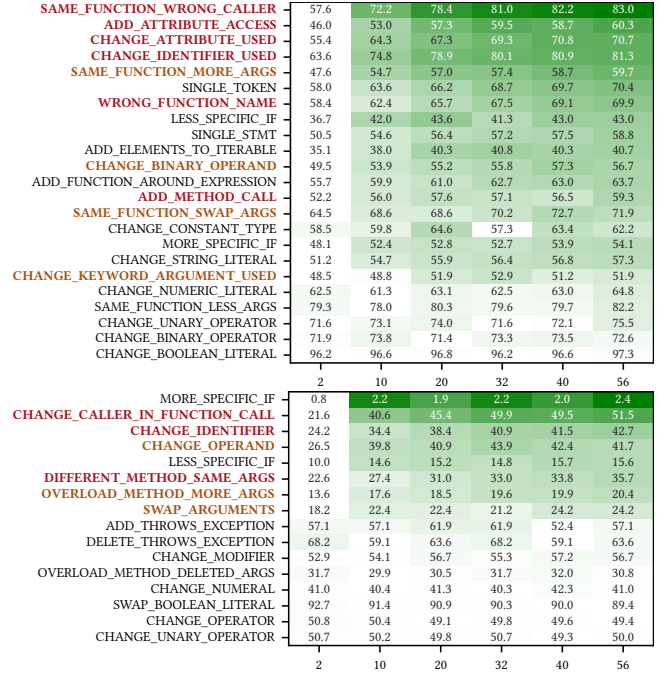 SAME_FUNCTION_WRONG_CALLER 57.6 72.2 78.4 81.0 82.2 83.0
ADD_ATTRIBUTE_ACCESS 46.0 53.0 57.3 59.5 58.7 60.3
CHANGE_ATTRIBUTE_USED 55.4 64.3 67.3 69.3 70.8 70.7
CHANGE_IDENTIFIER_USED 63.6 74.8 78.9 80.1 80.9 81.3
SAME_FUNCTION_MORE_ARGS 47.6 54.7 57.0 57.4 58.7 59.7
SINGLE_TOKEN 58.0 63.6 66.2 68.7 69.7 70.4
WRONG_FUNCTION_NAME 58.4 62.4 65.7 67.5 69.1 69.9
LESS_SPECIFIC_IF 36.7 42.0 43.6 41.3 43.0 43.0
SINGLE_STMT 50.5 54.6 56.4 57.2 57.5 58.8
ADD_ELEMENTS_TO_ITERABLE 35.1 38.0 40.3 40.8 40.3 40.7
CHANGE_BINARY_OPERAND 49.5 53.9 55.2 55.8 57.3 56.7
ADD_FUNCTION_AROUND_EXPRESSION 55.7 59.9 61.0 62.7 63.0 63.7
ADD_METHOD_CALL 52.2 56.0 57.6 57.1 56.5 59.3
SAME_FUNCTION_SWAP_ARGS 64.5 68.6 68.6 70.2 72.7 71.9
CHANGE_CONSTANT_TYPE 58.5 59.8 64.6 57.3 63.4 62.2
MORE_SPECIFIC_IF 48.1 52.4 52.8 52.7 53.9 54.1
CHANGE_STRING_LITERAL 51.2 54.7 55.9 56.4 56.8 57.3
CHANGE_KEYWORD_ARGUMENT_USED 48.5 48.8 51.9 52.9 51.2 51.9
CHANGE_NUMERIC_LITERAL 62.5 61.3 63.1 62.5 63.0 64.8
SAME_FUNCTION_LESS_ARGS 79.3 78.0 80.3 79.6 79.7 82.2
CHANGE_UNARY_OPERATOR 71.6 73.1 74.0 71.6 72.1 75.5
CHANGE_BINARY_OPERATOR 71.9 73.8 71.4 73.3 73.5 72.6
CHANGE_BOOLEAN_LITERAL 96.2 96.6 96.8 96.2 96.6 97.3
2 10 20 32 40 56
MORE_SPECIFIC_IF 0.8 2.2 1.9 2.2 2.0 2.4
CHANGE_CALLER_IN_FUNCTION_CALL 21.6 40.6 45.4 49.9 49.5 51.5
CHANGE_IDENTIFIER 24.2 34.4 38.4 40.9 41.5 42.7
CHANGE_OPERAND 26.5 39.8 40.9 43.9 42.4 41.7
LESS_SPECIFIC_IF 10.0 14.6 15.2 14.8 15.7 15.6
DIFFERENT_METHOD_SAME_ARGS 22.6 27.4 31.0 33.0 33.8 35.7
OVERLOAD_METHOD_MORE_ARGS 13.6 17.6 18.5 19.6 19.9 20.4
SWAP_ARGUMENTS 18.2 22.4 22.4 21.2 24.2 24.2
ADD_THROWS_EXCEPTION 57.1 57.1 61.9 61.9 52.4 57.1
DELETE_THROWS_EXCEPTION 68.2 59.1 63.6 68.2 59.1 63.6
CHANGE_MODIFIER 52.9 54.1 56.7 55.3 57.2 56.7
OVERLOAD_METHOD_DELETED_ARGS 31.7 29.9 30.5 31.7 32.0 30.8
CHANGE_NUMERAL 41.0 40.4 41.3 40.3 42.3 41.0
SWAP_BOOLEAN_LITERAL 92.7 91.4 90.9 90.3 90.0 89.4
CHANGE_OPERATOR 50.8 50.4 49.1 49.8 49.6 49.4
CHANGE_UNARY_OPERATOR 50.7 50.2 49.8 50.7 49.3 50.0
2 10 20 32 40 56